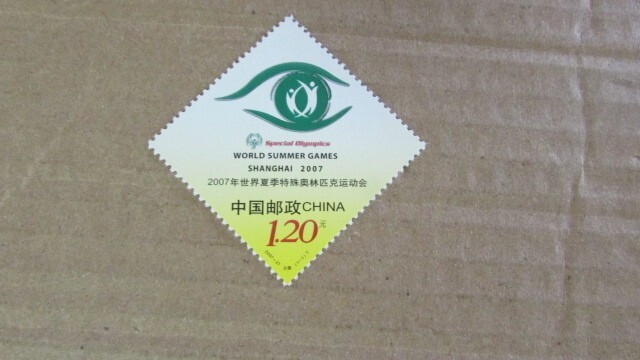 Special Olympics
WORLD SUMMER GAMES
SHANGHAI 2007
2007年世界夏季特殊奥林匹克运动会
中国邮政CHINA
1.20元